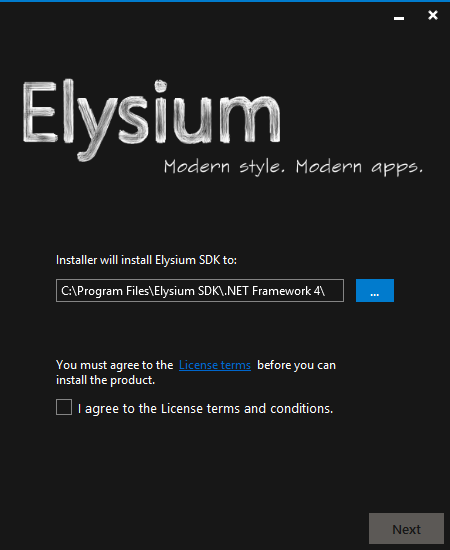 Elysium
Modern style. Modern apps.
Installer will install Elysium SDK to:
C:\Program Files\Elysium SDK\.NET Framework 4\
...
You must agree to the License terms before you can
install the product.
I agree to the License terms and conditions.
Next